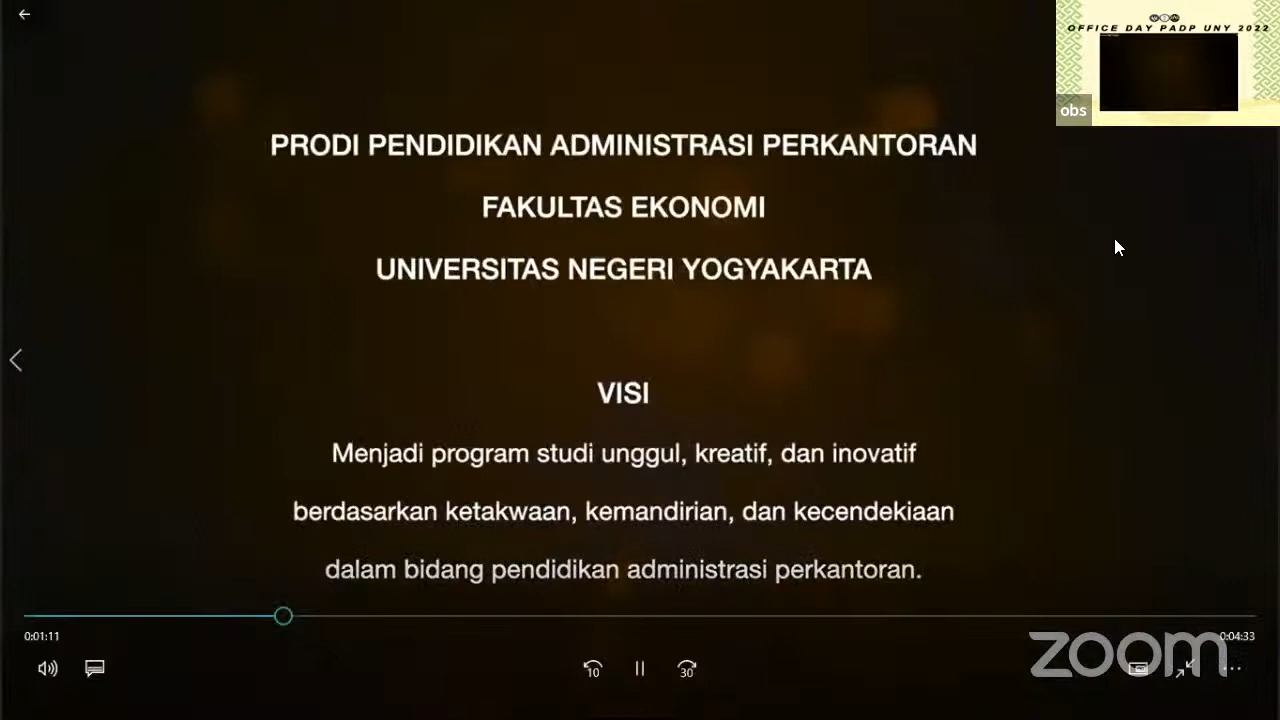 OFFICE DAY PADP UNY 2022
obs
PRODI PENDIDIKAN ADMINISTRASI PERKANTORAN
FAKULTAS EKONOMI
UNIVERSITAS NEGERI YOGYAKARTA
VISI
Menjadi program studi unggul, kreatif, dan inovatif
berdasarkan ketakwaan, kemandirian, dan kecendekiaan
dalam bidang pendidikan administrasi perkantoran.
0:01:11
0:04:33
10
30
zoom